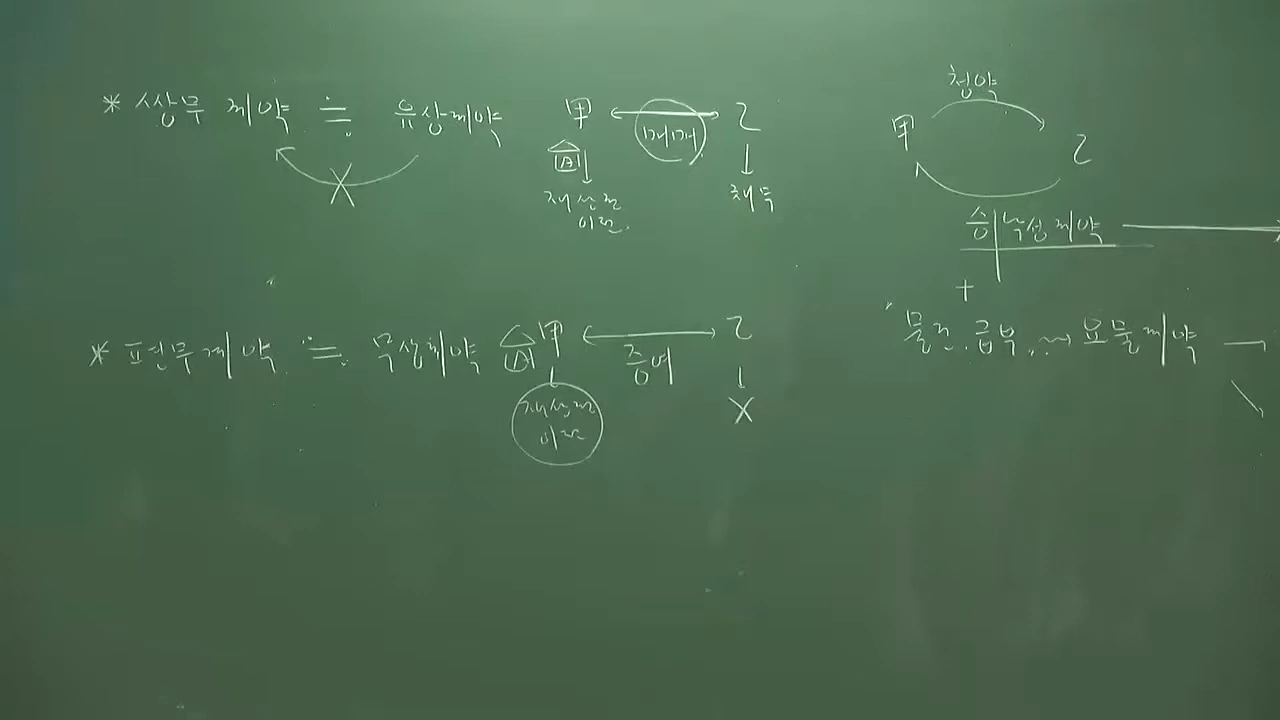 * 쌍무 계약 ≒ 유상계약
甲 ↔ 乙
매매
A
재산권
이전
채무
X
청약
甲
乙
승낙성 계약
+
물건 급부 → 요물계약
* 편무계약 ≒ 무상계약
A 甲 ↔ 乙
증여
재산권
이전
X